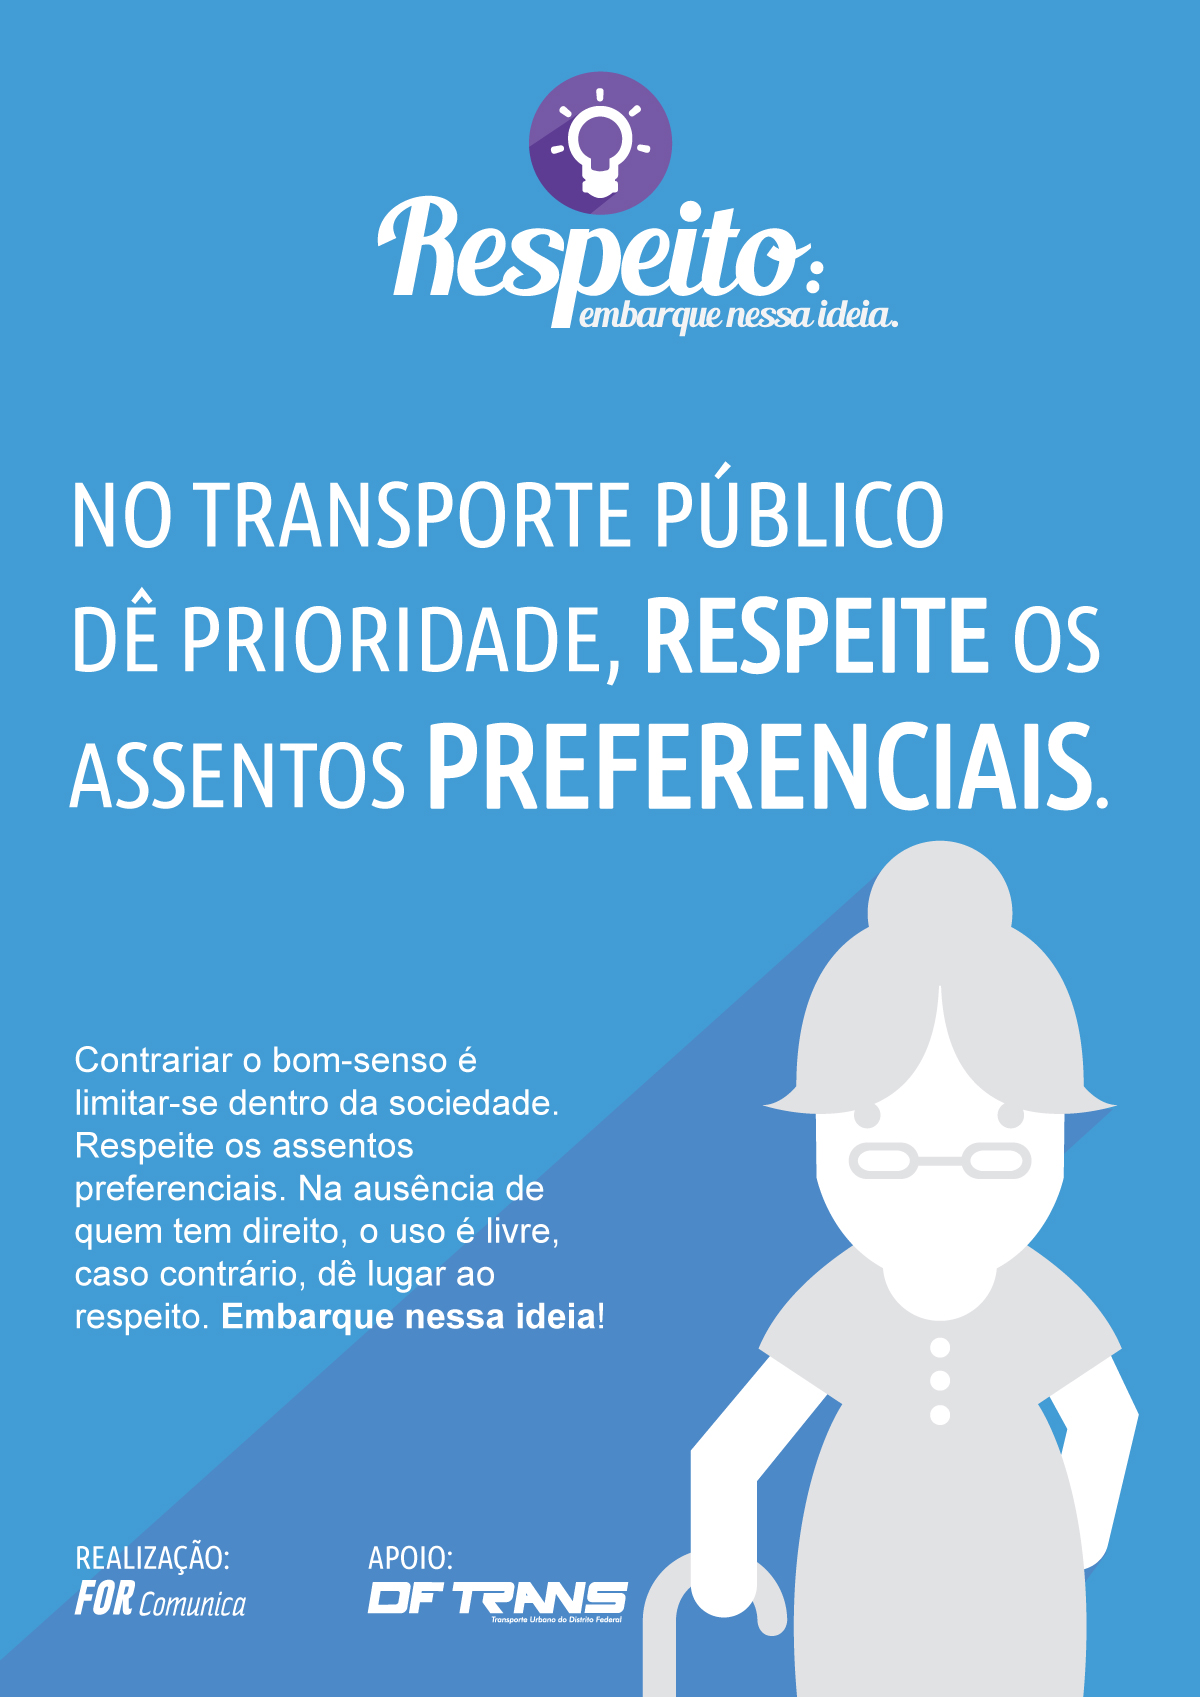 Respeito:
embarque nessa ideia.
NO TRANSPORTE PÚBLICO
DÊ PRIORIDADE, RESPEITE OS
ASSENTOS PREFERENCIAIS.
Contrariar o bom-senso é
limitar-se dentro da sociedade.
Respeite os assentos
preferenciais. Na ausência de
quem tem direito, o uso é livre,
caso contrário, dê lugar ao
respeito. Embarque nessa ideia!
REALIZAÇÃO:
FOR Comunica
APOIO:
DFTRANS
Transporte Urbano do Distrito Federal